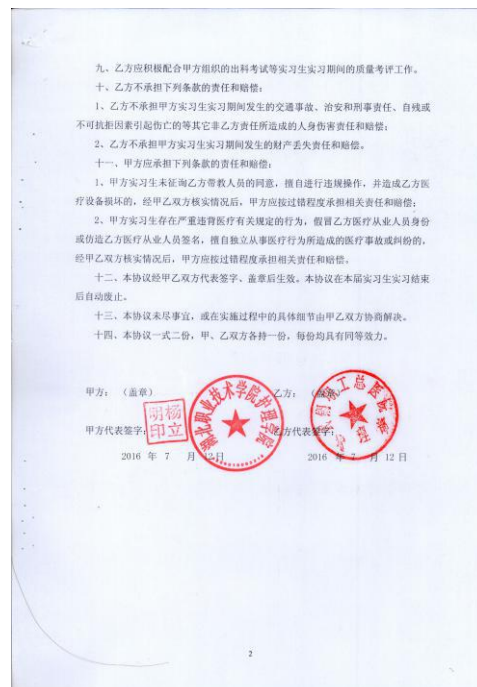 九、乙方应积极配合甲方组织的出科考试等实习生实习期间的质量考评工作。
十、乙方不承担下列条款的责任和赔偿：
1、乙方不承担甲方实习生实习期间发生的交通事故、治安和刑事责任、自残或
不可抗拒因素引起伤亡的等其它非乙方责任所造成的人身伤害责任和赔偿；
2、乙方不承担甲方实习生实习期间发生的财产丢失责任和赔偿。
十一、甲方应承担下列条款的责任和赔偿：
1、甲方实习生未征询乙方带教人员的同意，擅自进行违规操作，并造成乙方医
疗设备损坏的，经甲乙双方核实情况后，甲方应按过错程度承担相关责任和赔偿；
2、甲方实习生存在严重违背医疗有关规定的行为，假冒乙方医疗从业人员身份
或伪造乙方医疗从业人员签名，擅自独立从事医疗行为所造成的医疗事故或纠纷的，
经甲乙双方核实情况后，甲方应按过错程度承担相关责任和赔偿。
十二、本协议经甲乙双方代表签字、盖章后生效。本协议在本届实习生实习结束
后自动废止。
十三、本协议未尽事宜，或在实施过程中的具体细节由甲乙双方协商解决。
十四、本协议一式二份，甲、乙双方各持一份，每份均具有同等效力。
甲方：（盖章） 乙方：（盖章）
杨立明印
湖北职业技术学院护理学院
工总医院
甲方代表签字： 乙方代表签字：
2016 年 7 月 12日 2016 年 7 月 12 日
2